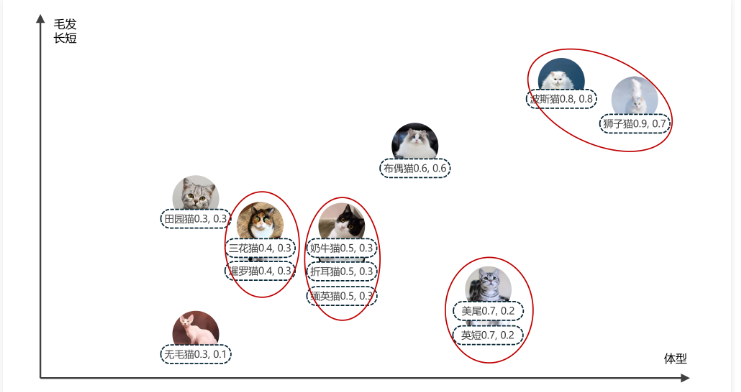 毛发
长短
波斯猫0.8, 0.8
狮子猫0.9, 0.7
布偶猫0.6, 0.6
田园猫0.3, 0.3
三花猫0.4, 0.3
暹罗猫0.4, 0.3
奶牛猫0.5, 0.3
折耳猫0.5, 0.3
缅英猫0.5, 0.3
美尾0.7, 0.2
英短0.7, 0.2
无毛猫0.3, 0.1
体型